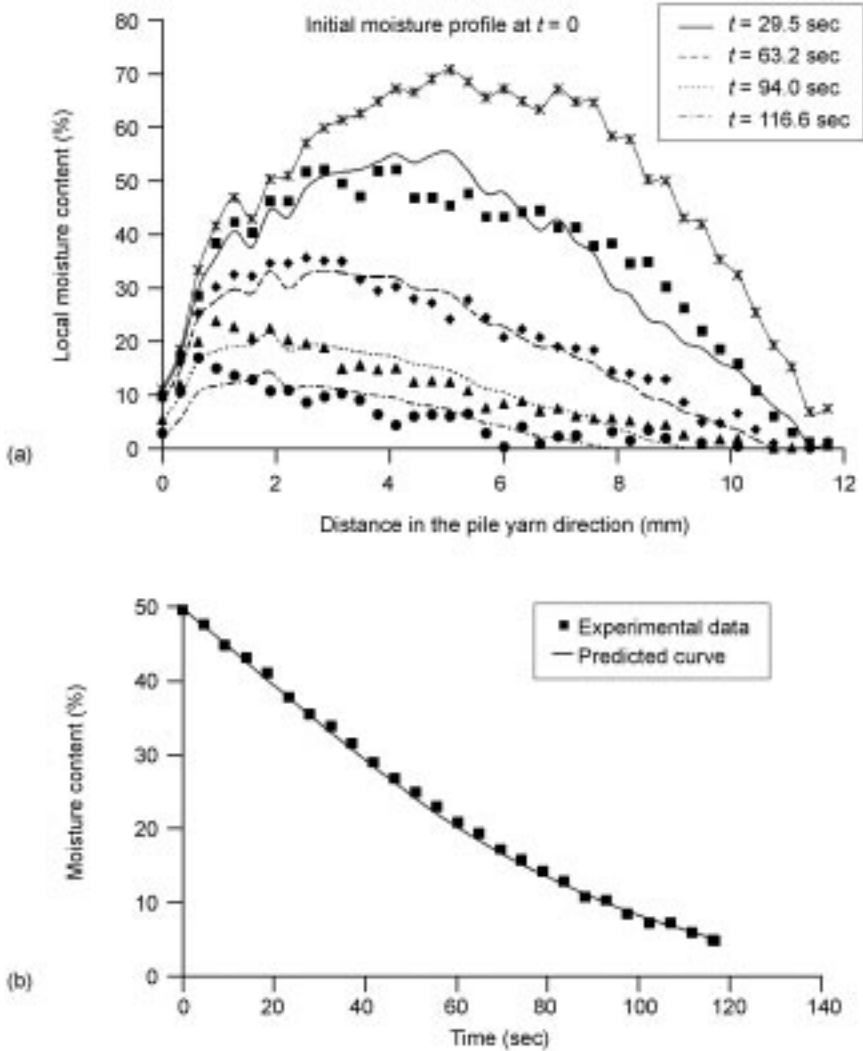 80
70
60
50
40
30
20
10
0
Local moisture content (%)
Initial moisture profile at t = 0
t = 29.5 sec
t = 63.2 sec
t = 94.0 sec
t = 116.6 sec
(a)
0 2 4 6 8 10 12
Distance in the pile yarn direction (mm)
50
40
30
20
10
0
Moisture content (%)
Experimental data
Predicted curve
(b)
0 20 40 60 80 100 120 140
Time (sec)